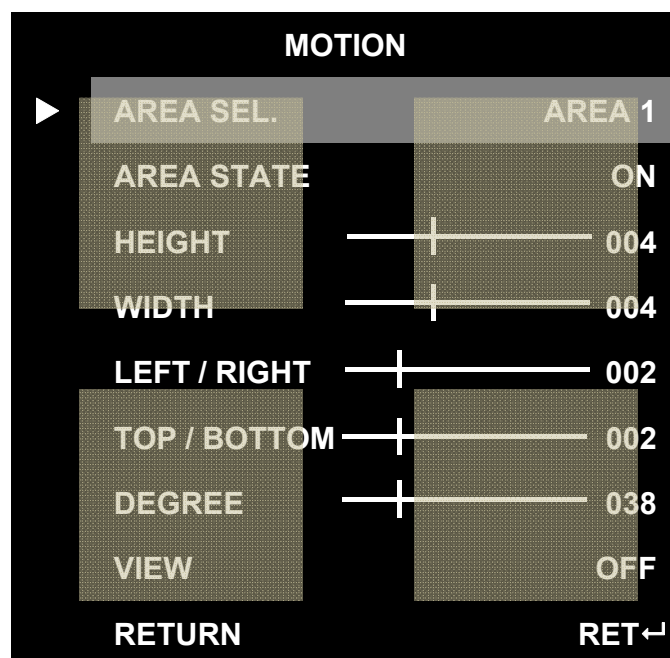 MOTION
AREA SEL. AREA 1
AREA STATE ON
HEIGHT 004
WIDTH 004
LEFT / RIGHT 002
TOP / BOTTOM 002
DEGREE 038
VIEW OFF
RETURN RET↵